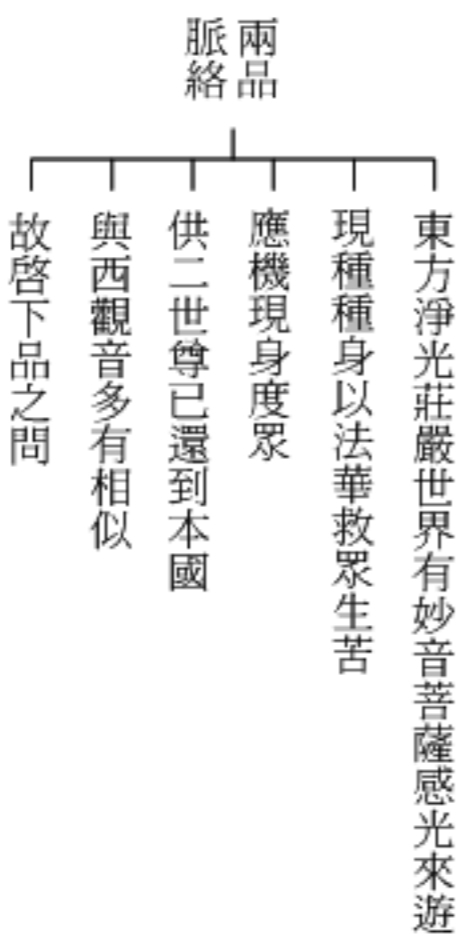 兩品
脈絡
東方淨光莊嚴世界有妙音菩薩感光來遊
現種種身以法華救眾生苦
應機現身度眾
供二世尊已還到本國
與西觀音多有相似
故啓下品之問